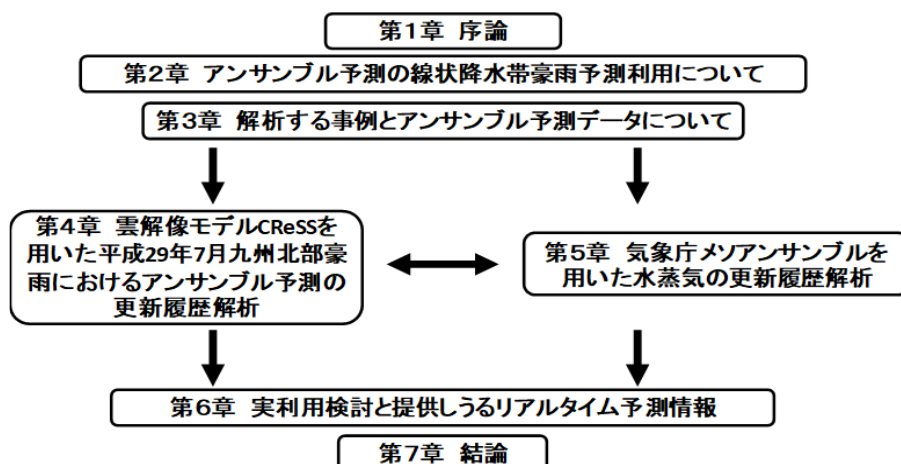 第1章 序論
第2章 アンサンブル予測の線状降水帯豪雨予測利用について
第3章 解析する事例とアンサンブル予測データについて
第4章 雲解像モデルCReSSを
用いた平成29年7月九州北部豪
雨におけるアンサンブル予測の
更新履歴解析
第5章 気象庁メソアンサンブルを
用いた水蒸気の更新履歴解析
第6章 実利用検討と提供しうるリアルタイム予測情報
第7章 結論